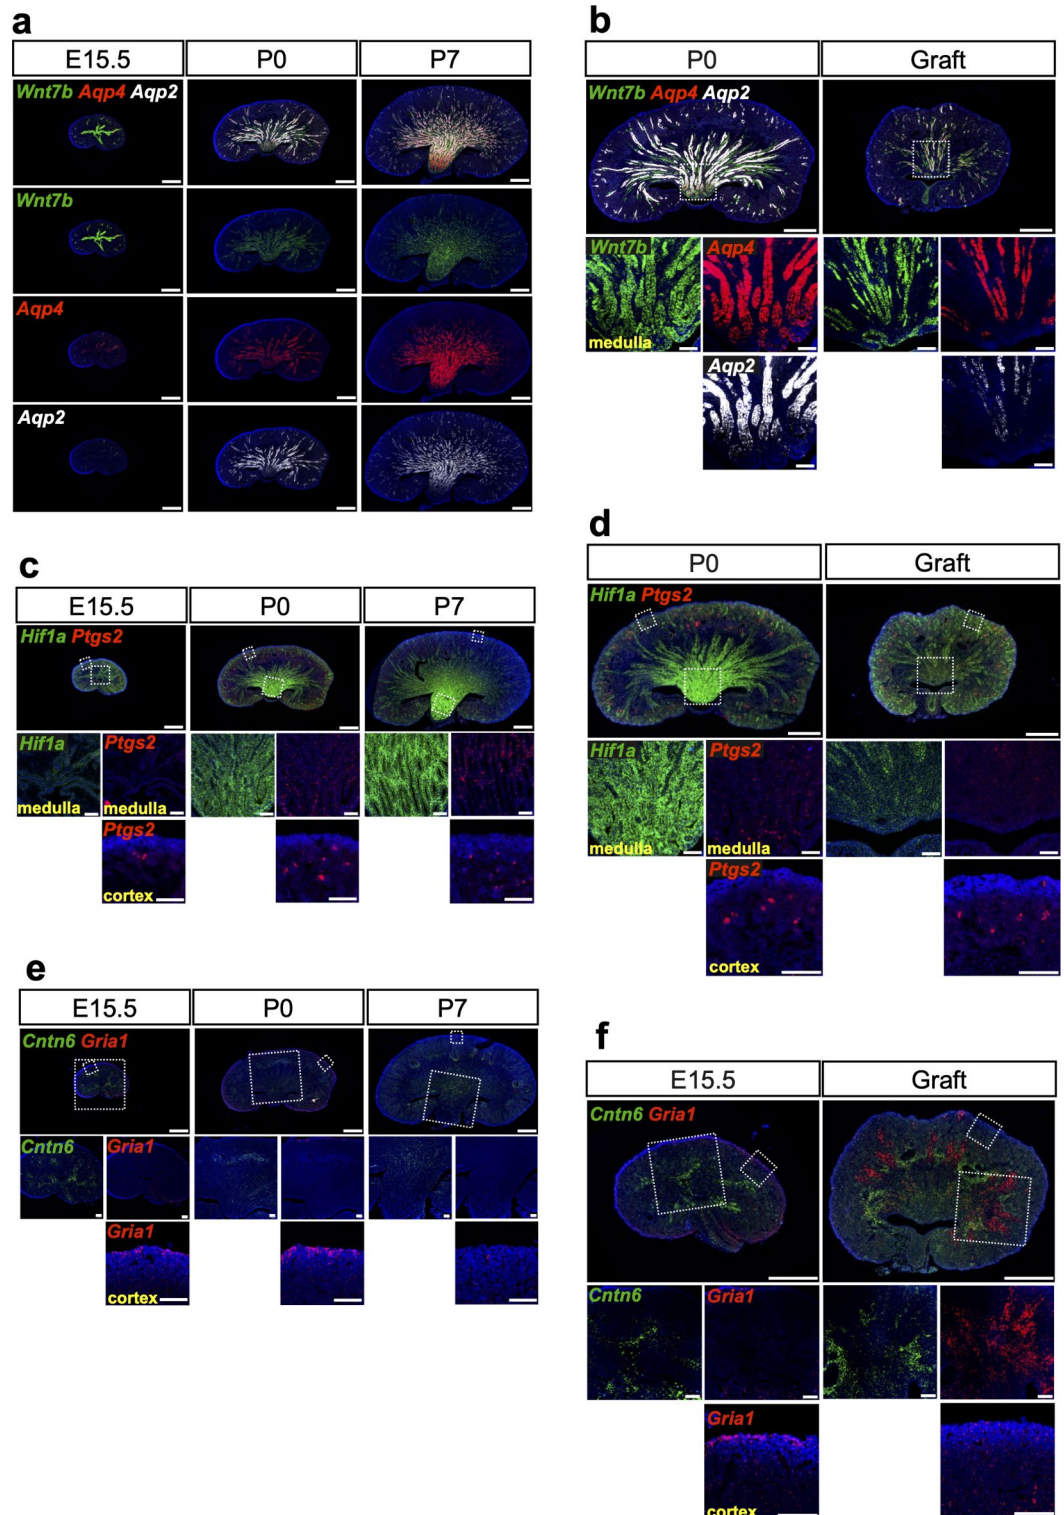 a
E15.5 P0 P7
Wnt7b Aqp4 Aqp2
Wnt7b
Aqp4
Aqp2
b
P0 Graft
Wnt7b Aqp4 Aqp2
Wnt7b Aqp4
medulla
Aqp2
c
E15.5 P0 P7
Hif1a Ptgs2
Hif1a Ptgs2
medulla medulla
Ptgs2
cortex
d
P0 Graft
Hif1a Ptgs2
Hif1a Ptgs2
medulla medulla
Ptgs2
cortex
e
E15.5 P0 P7
Cntn6 Gria1
Cntn6 Gria1
Gria1
cortex
f
E15.5 Graft
Cntn6 Gria1
Cntn6 Gria1
Gria1
cortex